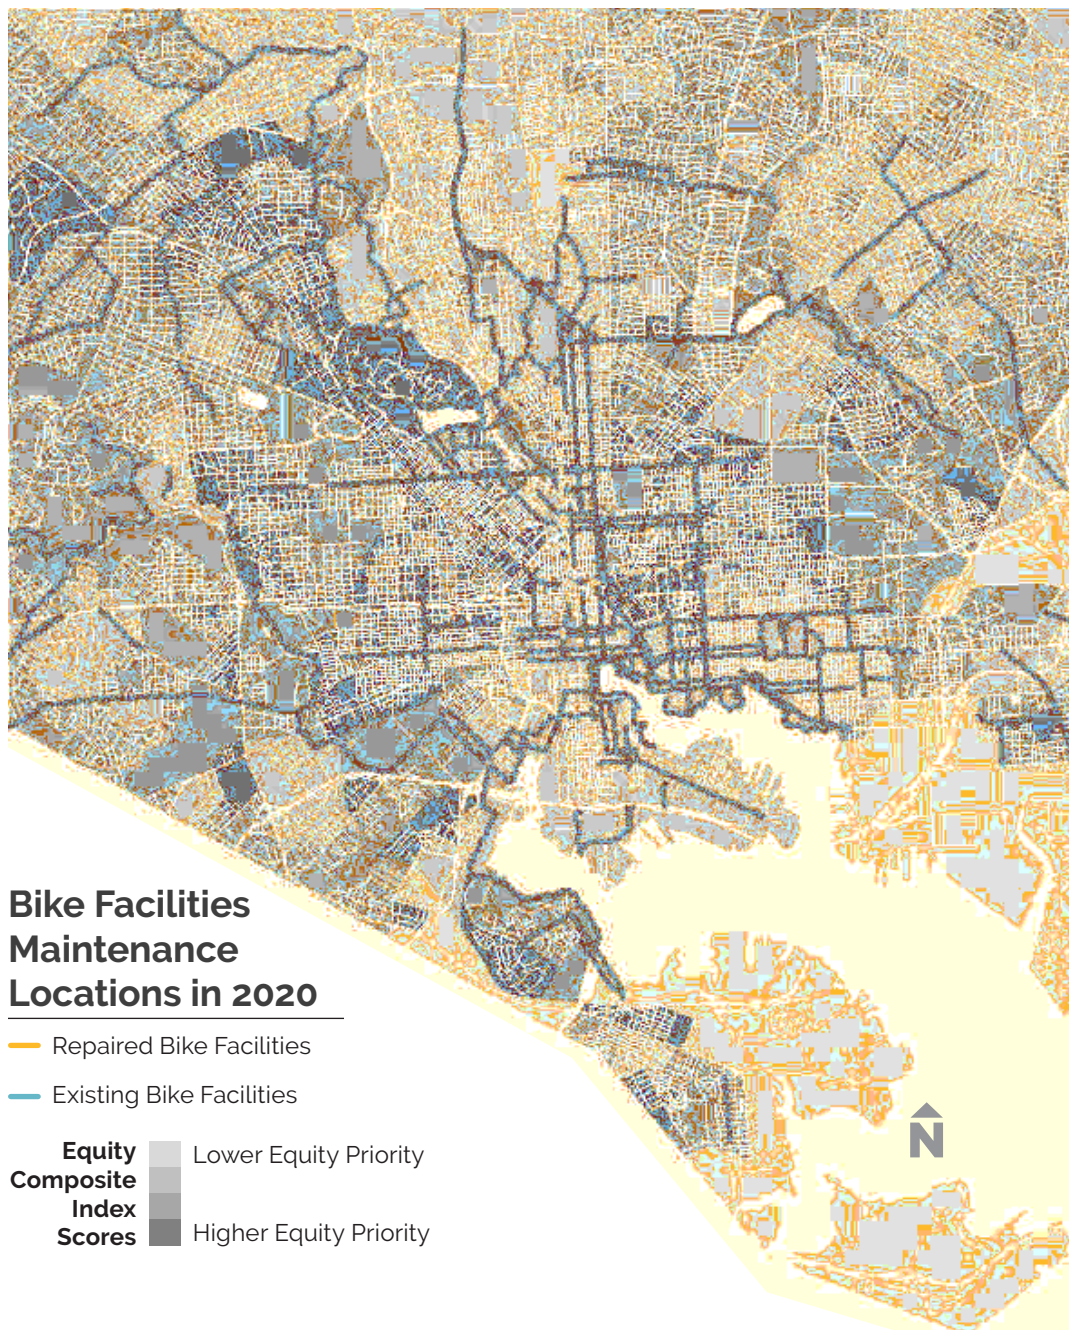 Bike Facilities
Maintenance
Locations in 2020
Repaired Bike Facilities
Existing Bike Facilities
Equity
Composite
Index
Scores
Lower Equity Priority
Higher Equity Priority
N